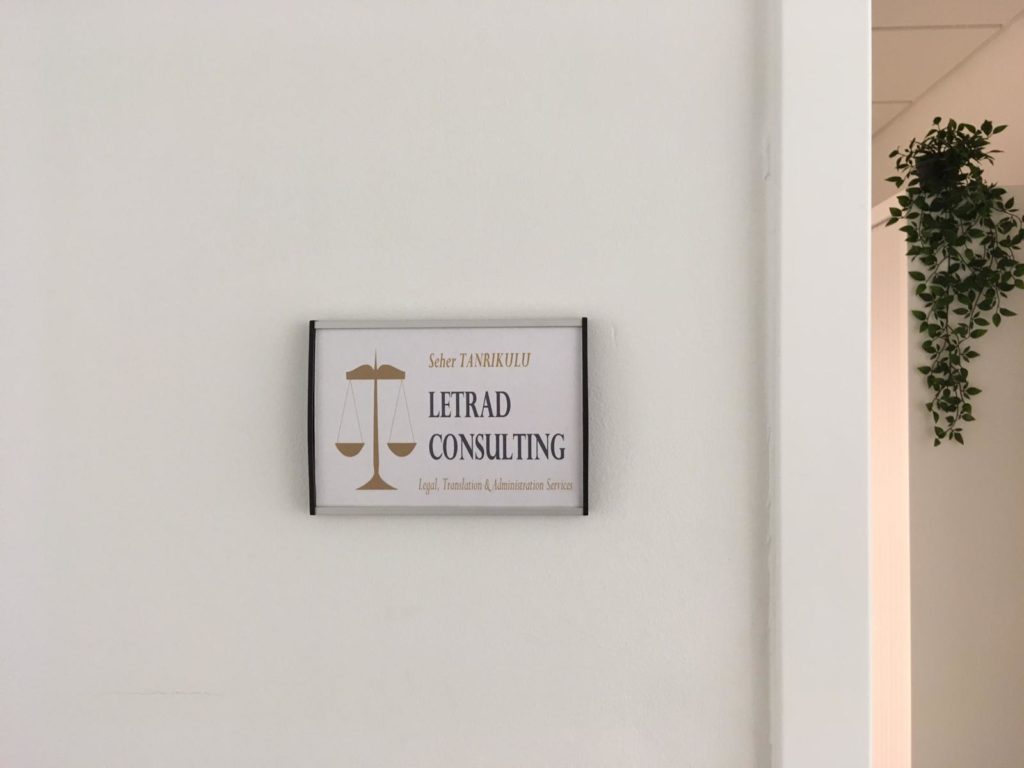 Seher TANRIKULU
LETRAD
CONSULTING
Legal, Translation & Administration Services